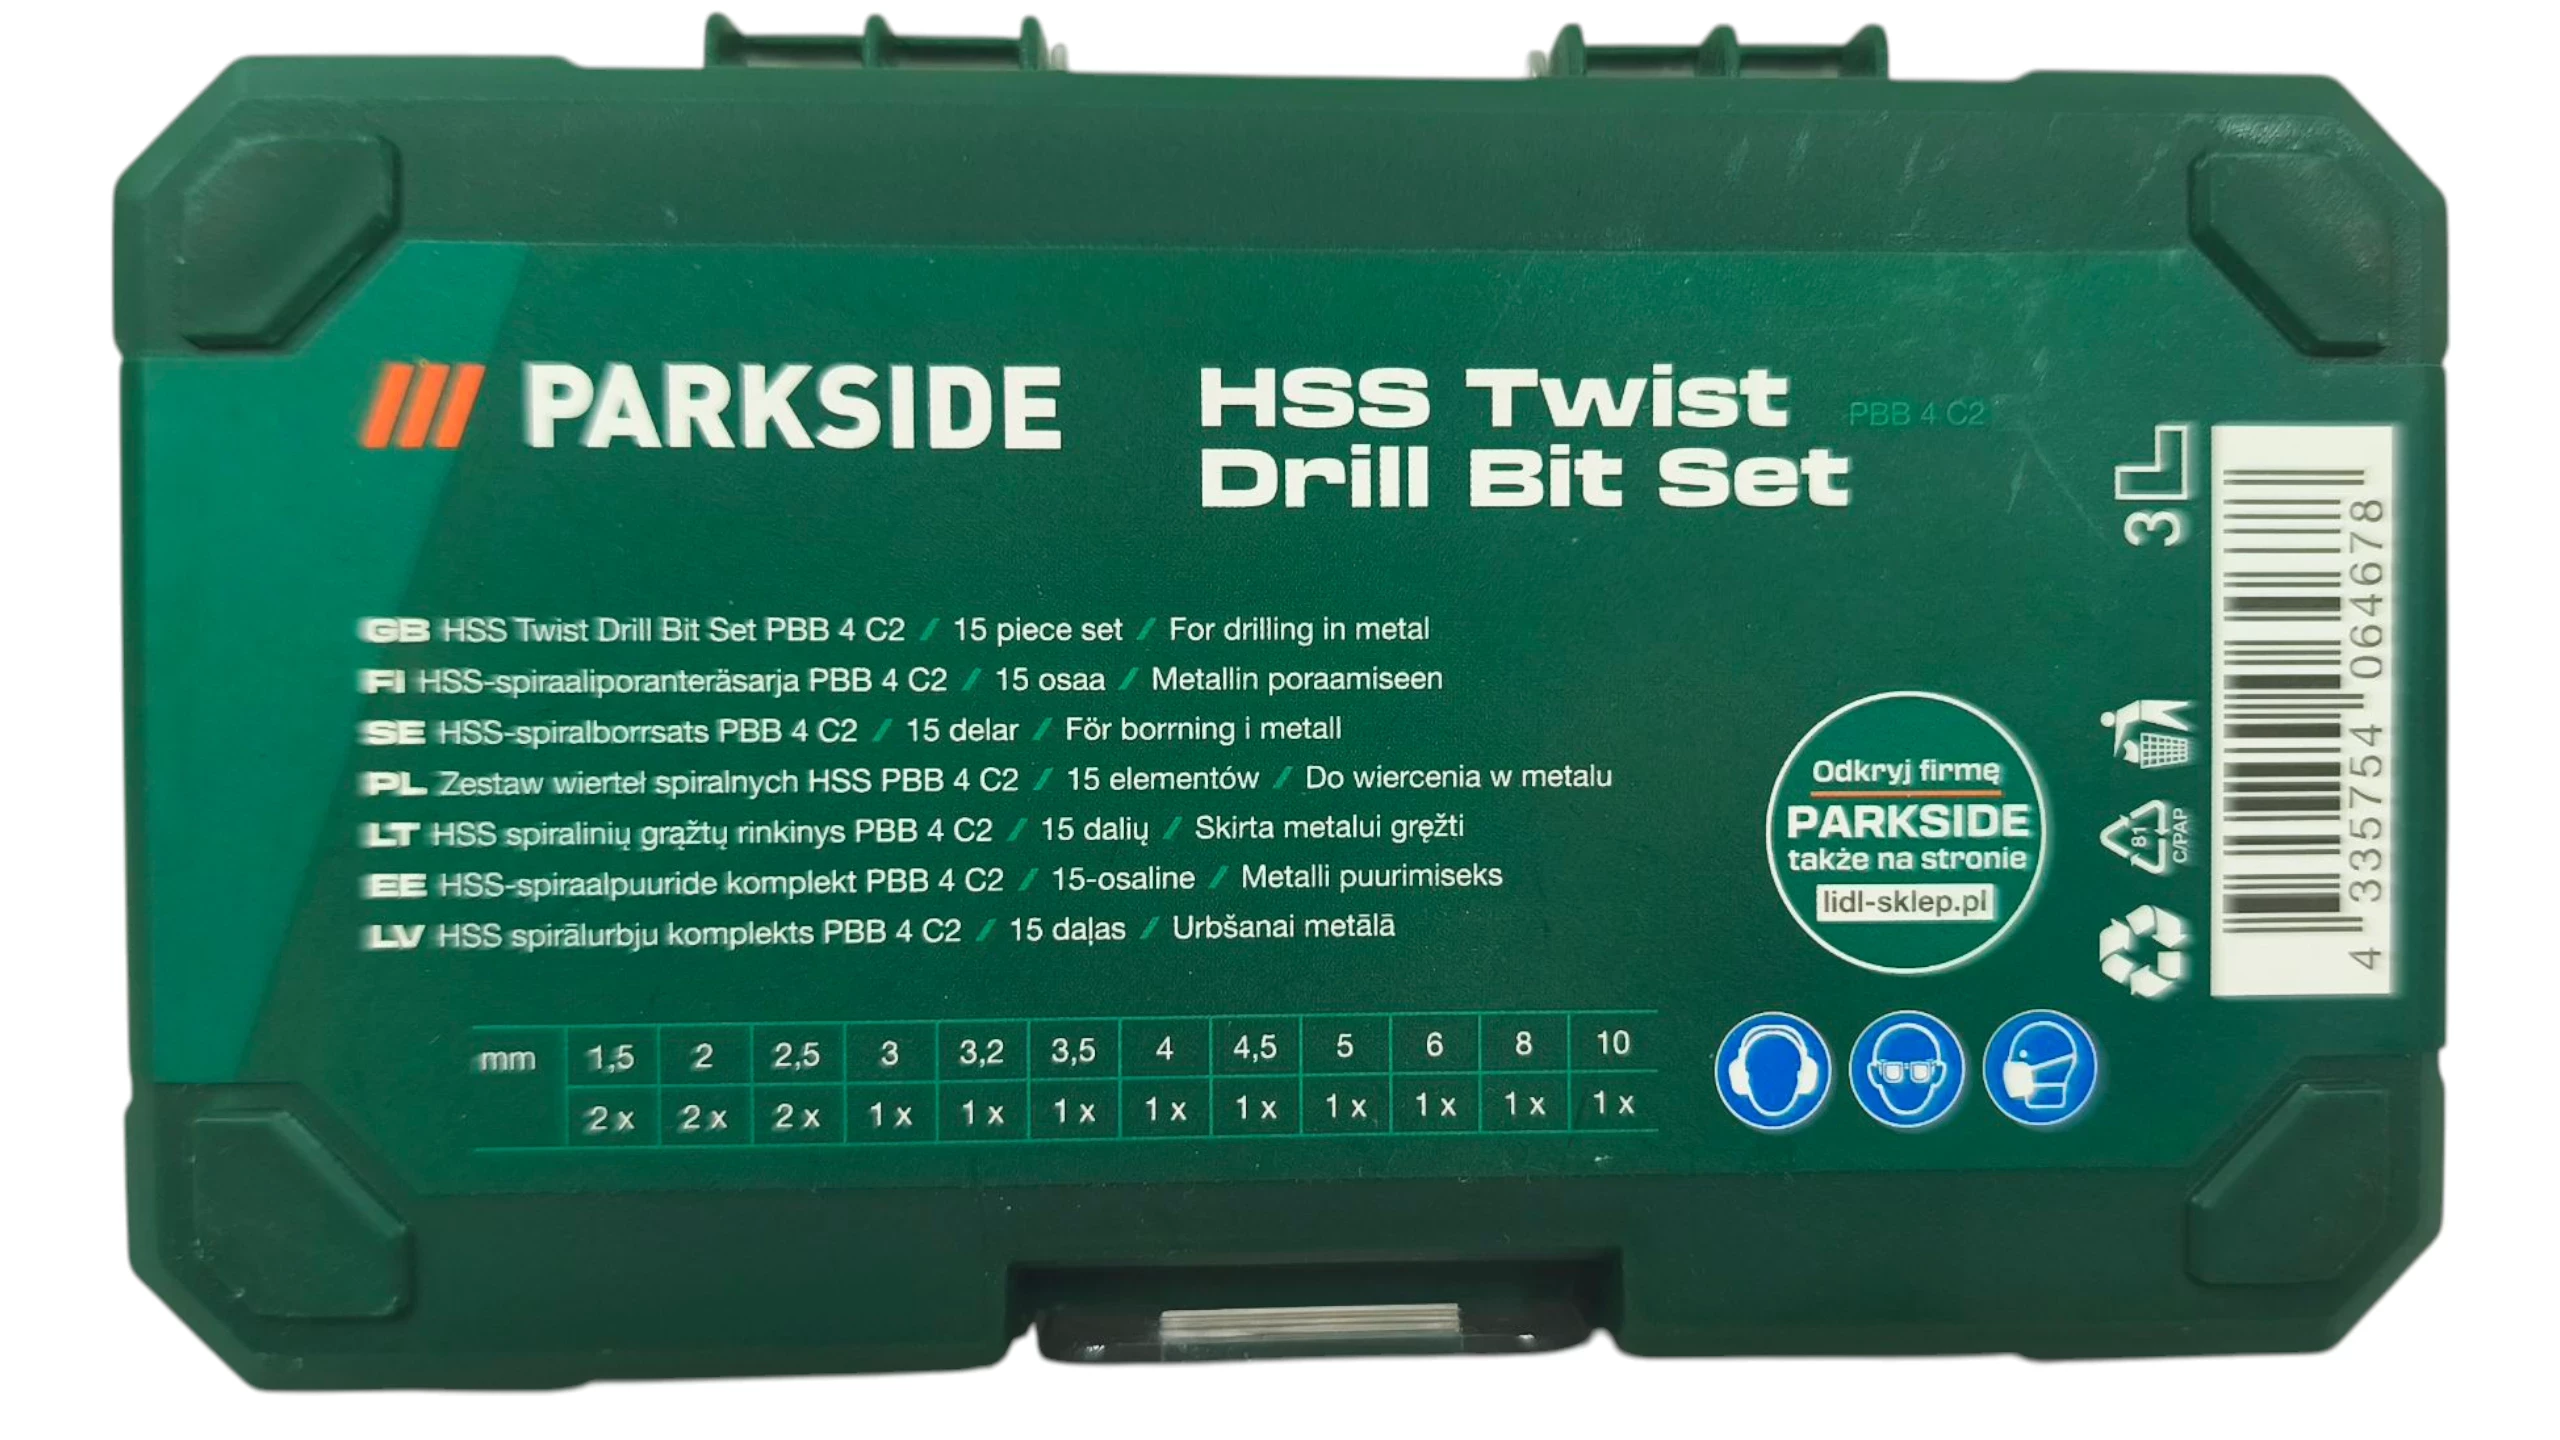 PARKSIDE
HSS Twist
Drill Bit Set
PBB 4 C2
GB HSS Twist Drill Bit Set PBB 4 C2 / 15 piece set / For drilling in metal
FI HSS-spiraaliporanteräsarja PBB 4 C2 / 15 osaa / Metallin poraamiseen
SE HSS-spiralborrsats PBB 4 C2 / 15 delar / För borrning i metall
PL Zestaw wierteł spiralnych HSS PBB 4 C2 / 15 elementów / Do wiercenia w metalu
LT HSS spiralinių grąžtų rinkinys PBB 4 C2 / 15 dalių / Skirta metalui gręžti
EE HSS-spiraalpuuride komplekt PBB 4 C2 / 15-osaline / Metalli puurimiseks
LV HSS spirālurbju komplekts PBB 4 C2 / 15 daļas / Urbšanai metālā
mm 1,5 2 2,5 3 3,2 3,5 4 4,5 5 6 8 10
2 x 2 x 2 x 1 x 1 x 1 x 1 x 1 x 1 x 1 x 1 x 1 x
Odkryj firmę
PARKSIDE
także na stronie
lidl-sklep.pl
3 L
81
C/PAP
4 335754 064678